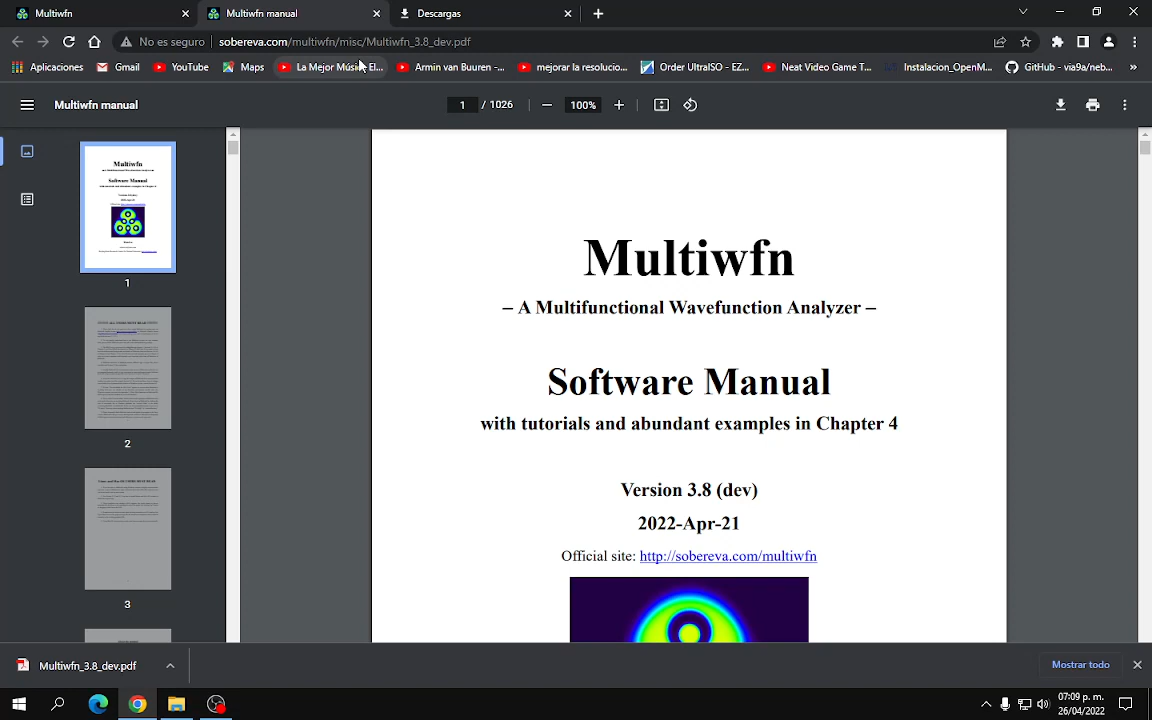 Multiwfn
Multiwfn manual
Descargas
No es seguro
sobereva.com/multiwfn/misc/Multiwfn_3.8_dev.pdf
Aplicaciones
Gmail
YouTube
Maps
La Mejor Músi El...
Armin van Buuren -...
mejorar la resolucio...
Order UltraISO - EZ...
Neat Video Game T...
Instalacion_OpenM...
GitHub - via9a/neb...
»
Multiwfn manual
1 / 1026
100%
Multiwfn
Software Manual
1
2
3
Multiwfn
– A Multifunctional Wavefunction Analyzer –
Software Manual
with tutorials and abundant examples in Chapter 4
Version 3.8 (dev)
2022-Apr-21
Official site: http://sobereva.com/multiwfn
Multiwfn_3.8_dev.pdf
Mostrar todo
07:09 p. m.
26/04/2022